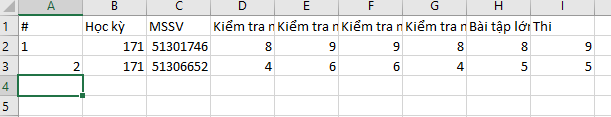 A B C D E F G H I
1 # Học kỳ MSSV Kiểm tra n Kiểm tra n Kiểm tra n Kiểm tra n Bài tập lớn Thi
2 1 171 51301746 8 9 9 8 8 9
3 2 171 51306652 4 6 6 4 5 5
4
5